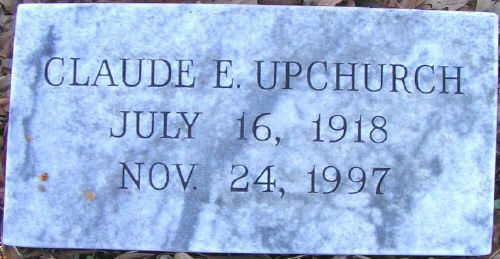 CLAUDE E. UPCHURCH
JULY 16, 1918
NOV. 24, 1997